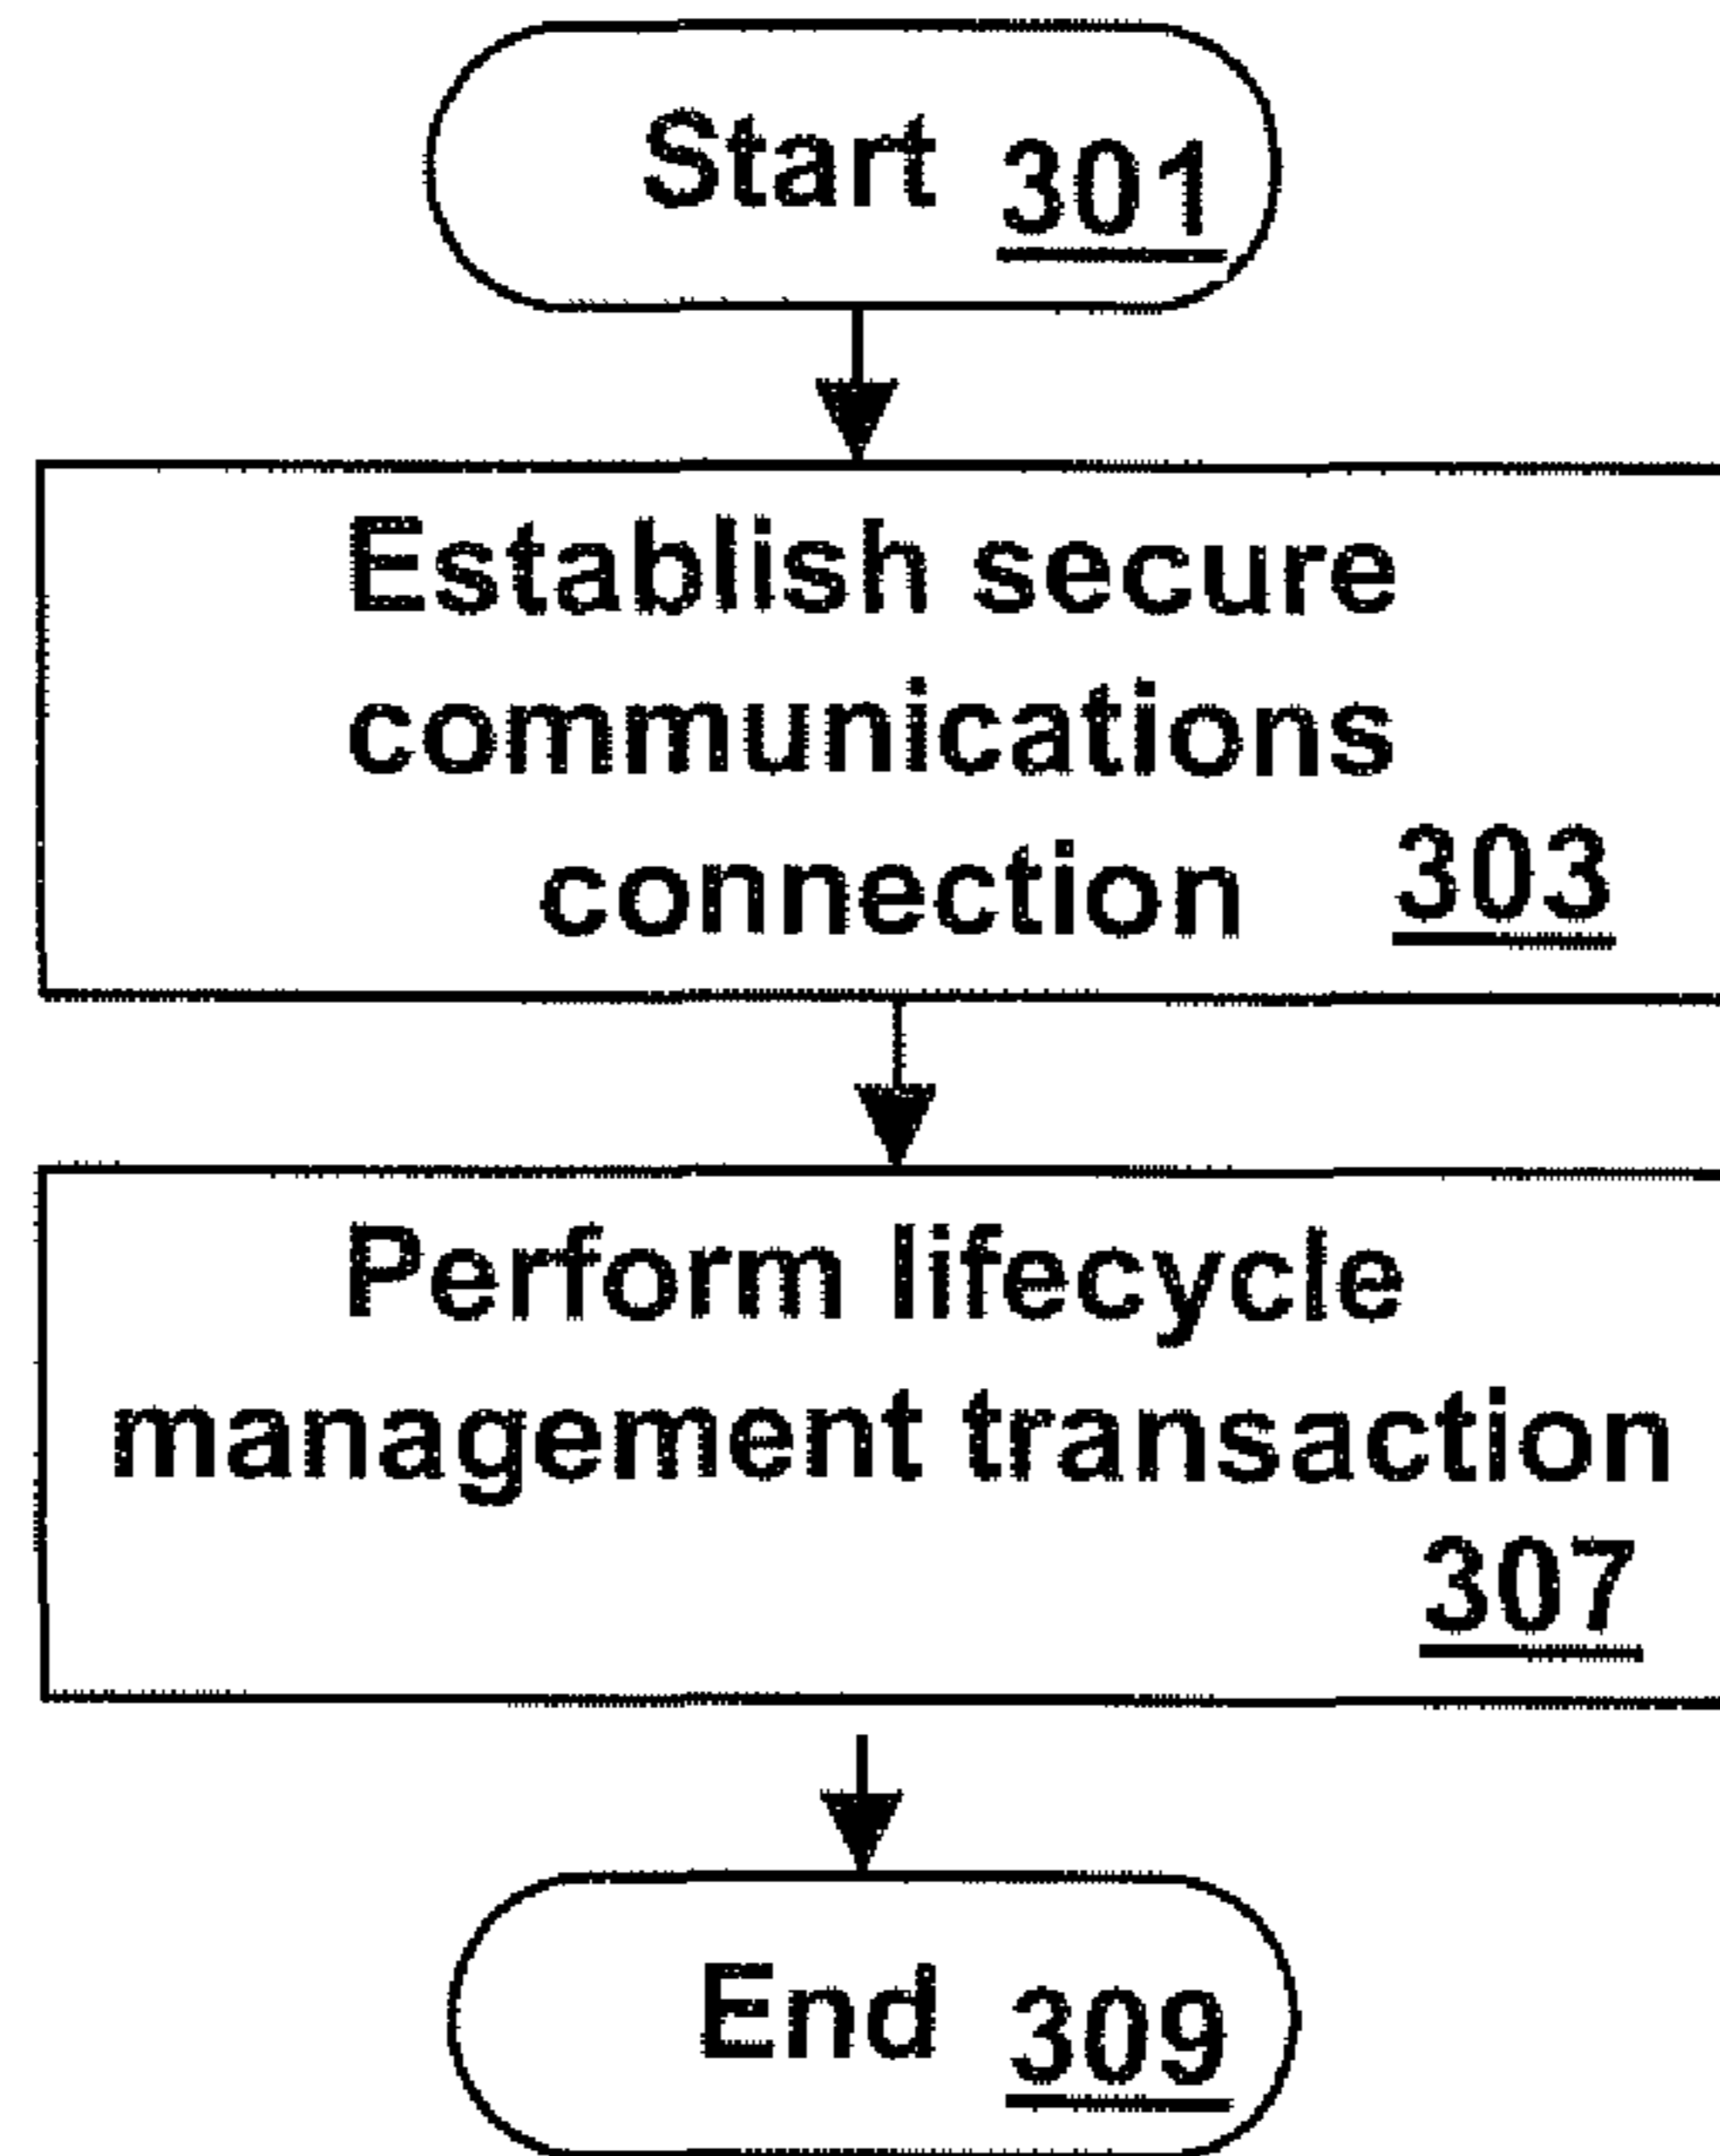 Start 301
Establish secure
communications
connection 303
Perform lifecycle
management transaction
307
End 309